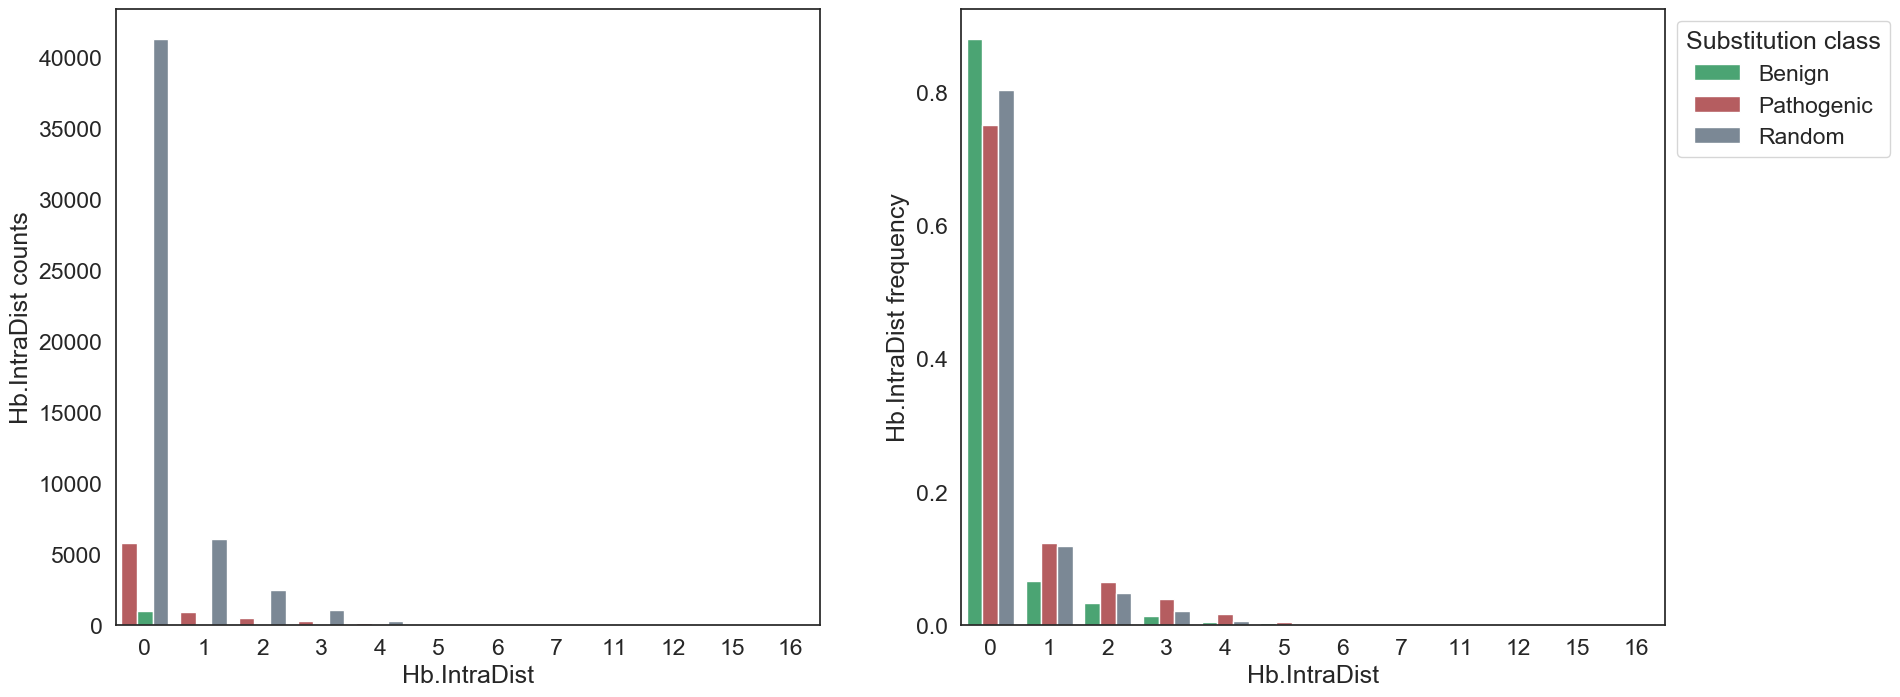 Hb.IntraDist counts
40000
35000
30000
25000
20000
15000
10000
5000
0
0 1 2 3 4 5 6 7 11 12 15 16
Hb.IntraDist
Hb.IntraDist frequency
0.8
0.6
0.4
0.2
0.0
0 1 2 3 4 5 6 7 11 12 15 16
Hb.IntraDist
Substitution class
Benign
Pathogenic
Random